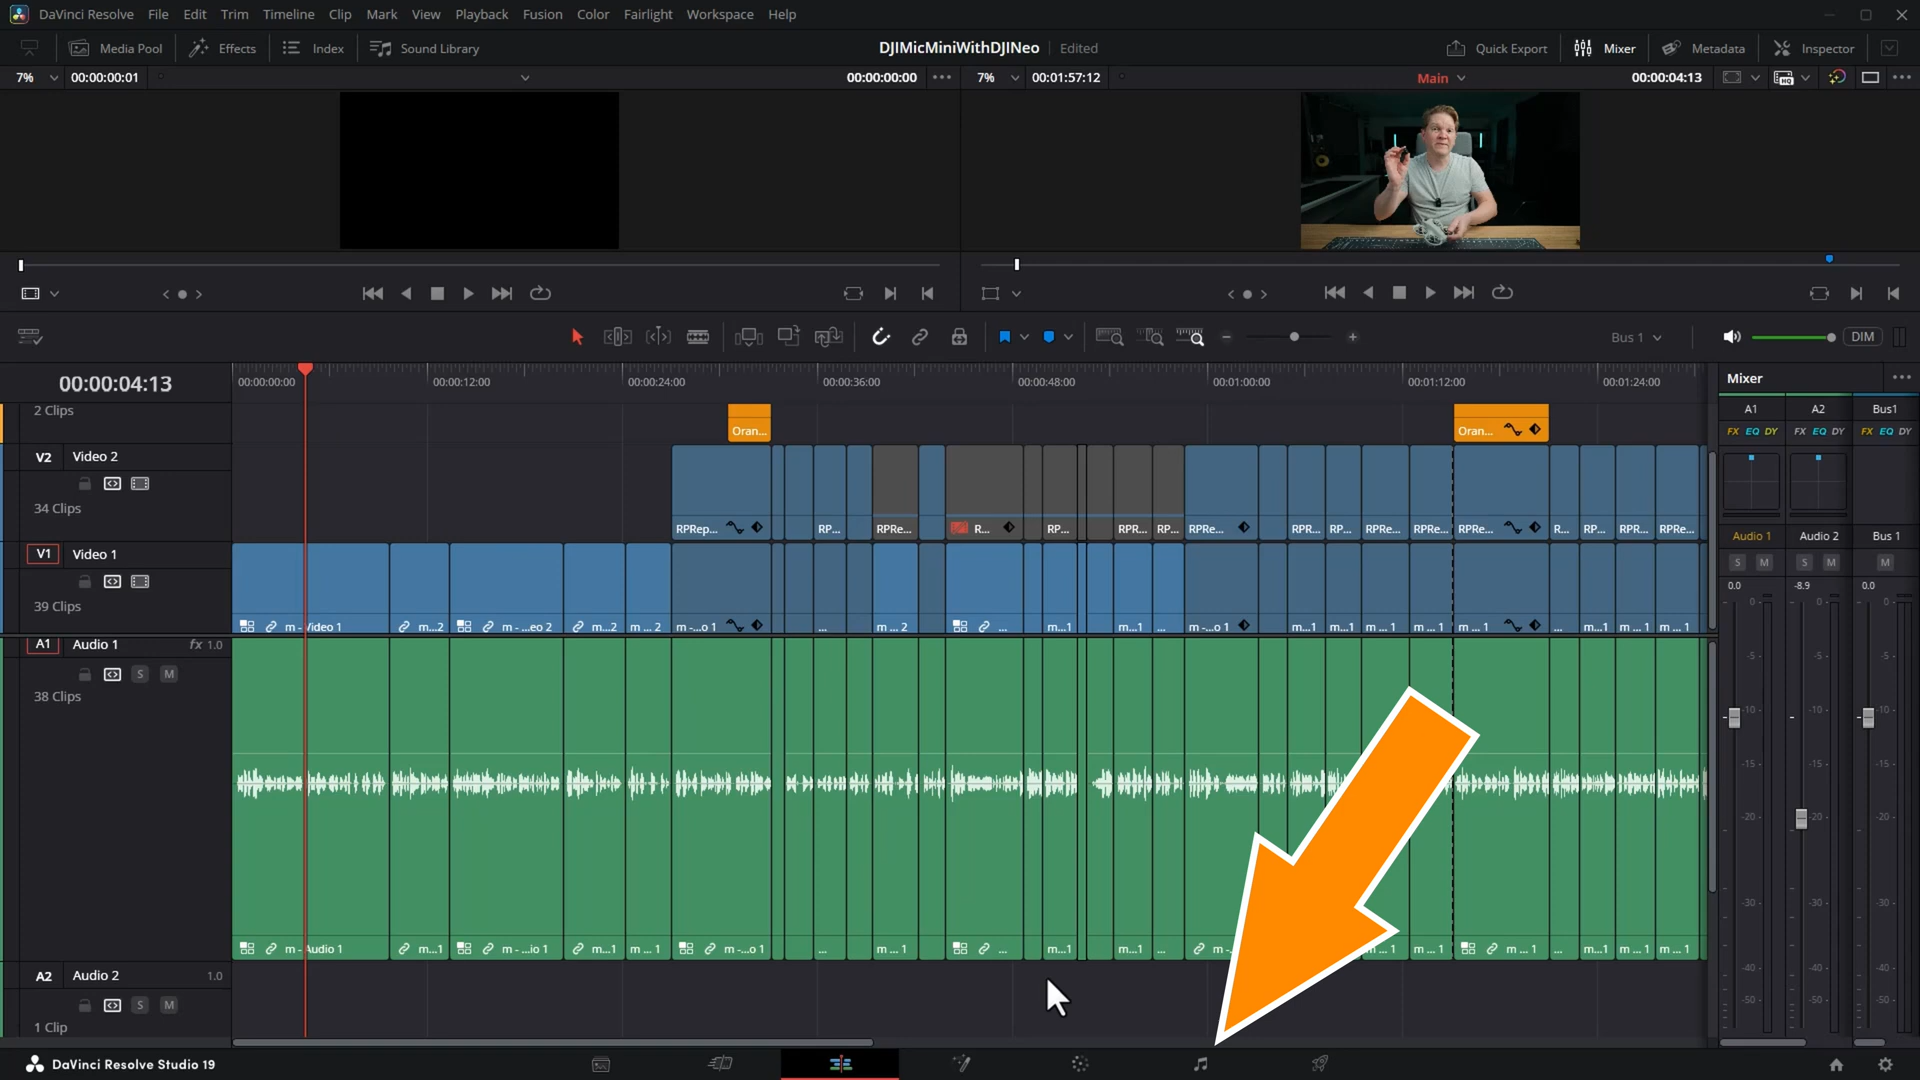 DaVinci Resolve File Edit Trim Timeline Clip Mark View Playback Fusion Color Fairlight Workspace Help
Media Pool Effects Index Sound Library DJIMicMiniWithDJINeo Edited Quick Export Mixer Metadata Inspector
7% 00:00:00:01 00:00:00:00 7% 00:01:57:12 Main 00:00:04:13
Bus 1 DIM
00:00:04:13 00:00:00:00 00:00:12:00 00:00:24:00 00:00:36:00 00:00:48:00 00:01:00:00 00:01:12:00 00:01:24:00 Mixer
2 Clips Oran... Oran... A1 A2 Bus1
FX EQ DY FX EQ DY FX EQ DY
V2 Video 2
34 Clips
RPRep... RP... RPRe... R... RP... RPR... RP... RPRe... RPR... RP... RPRe... RPRe... RPRe... R... RP... RPR... RPRe...
Audio 1 Audio 2 Bus 1
V1 Video 1
S M S M M
39 Clips 0.0 -8.9 0.0
m - Video 1 m...2 m - ...eo 2 m...2 m ... 2 m -...o 1 ... m ... 2 ... m...1 m...1 ... m -...o 1 m...1 m...1 m ... 1 m ... 1 m ... 1 ... m...1 m ... 1 m ... 1
A1 Audio 1 fx 1.0
S M
38 Clips
0 -5 -10 -15 -20 -30 -40 -50
0 -5 -10 -15 -20 -30 -40 -50
0 -5 -10 -15 -20 -30 -40 -50
m - Audio 1 m...1 m - ...io 1 m...1 m ... 1 m -...o 1 ... m ... 1 ... m...1 m...1 ... m -... m ... 1 ... 1 m ... 1 ... m...1 m ... 1 m ... 1
A2 Audio 2 1.0
S M
1 Clip
DaVinci Resolve Studio 19